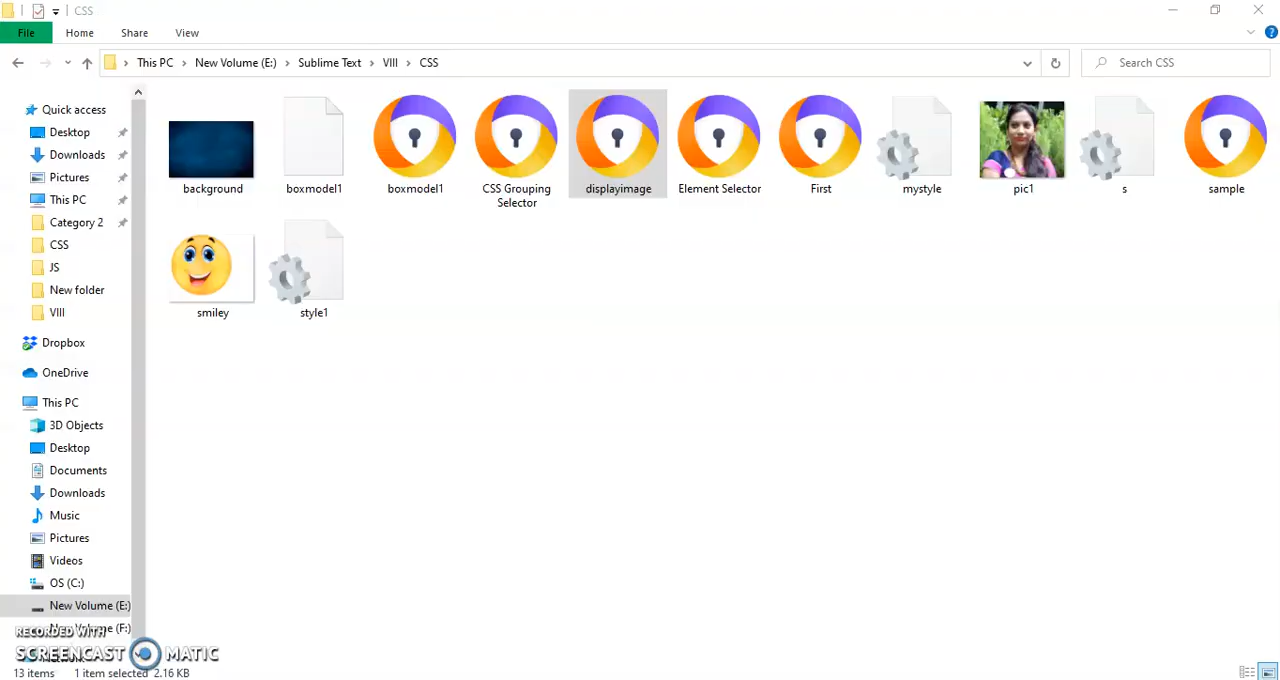 CSS
File Home Share View
This PC New Volume (E:) Sublime Text VIII CSS
Search CSS
Quick access
Desktop
Downloads
Pictures
This PC
Category 2
CSS
JS
New folder
VIII
Dropbox
OneDrive
This PC
3D Objects
Desktop
Documents
Downloads
Music
Pictures
Videos
OS (C:)
New Volume (E:)
New Volume (F:)
Network
background
boxmodel1
boxmodel1
CSS Grouping
Selector
displayimage
Element Selector
First
mystyle
pic1
s
sample
smiley
style1
RECORDED WITH
SCREENCAST MATIC
13 items 1 item selected 2.16 KB